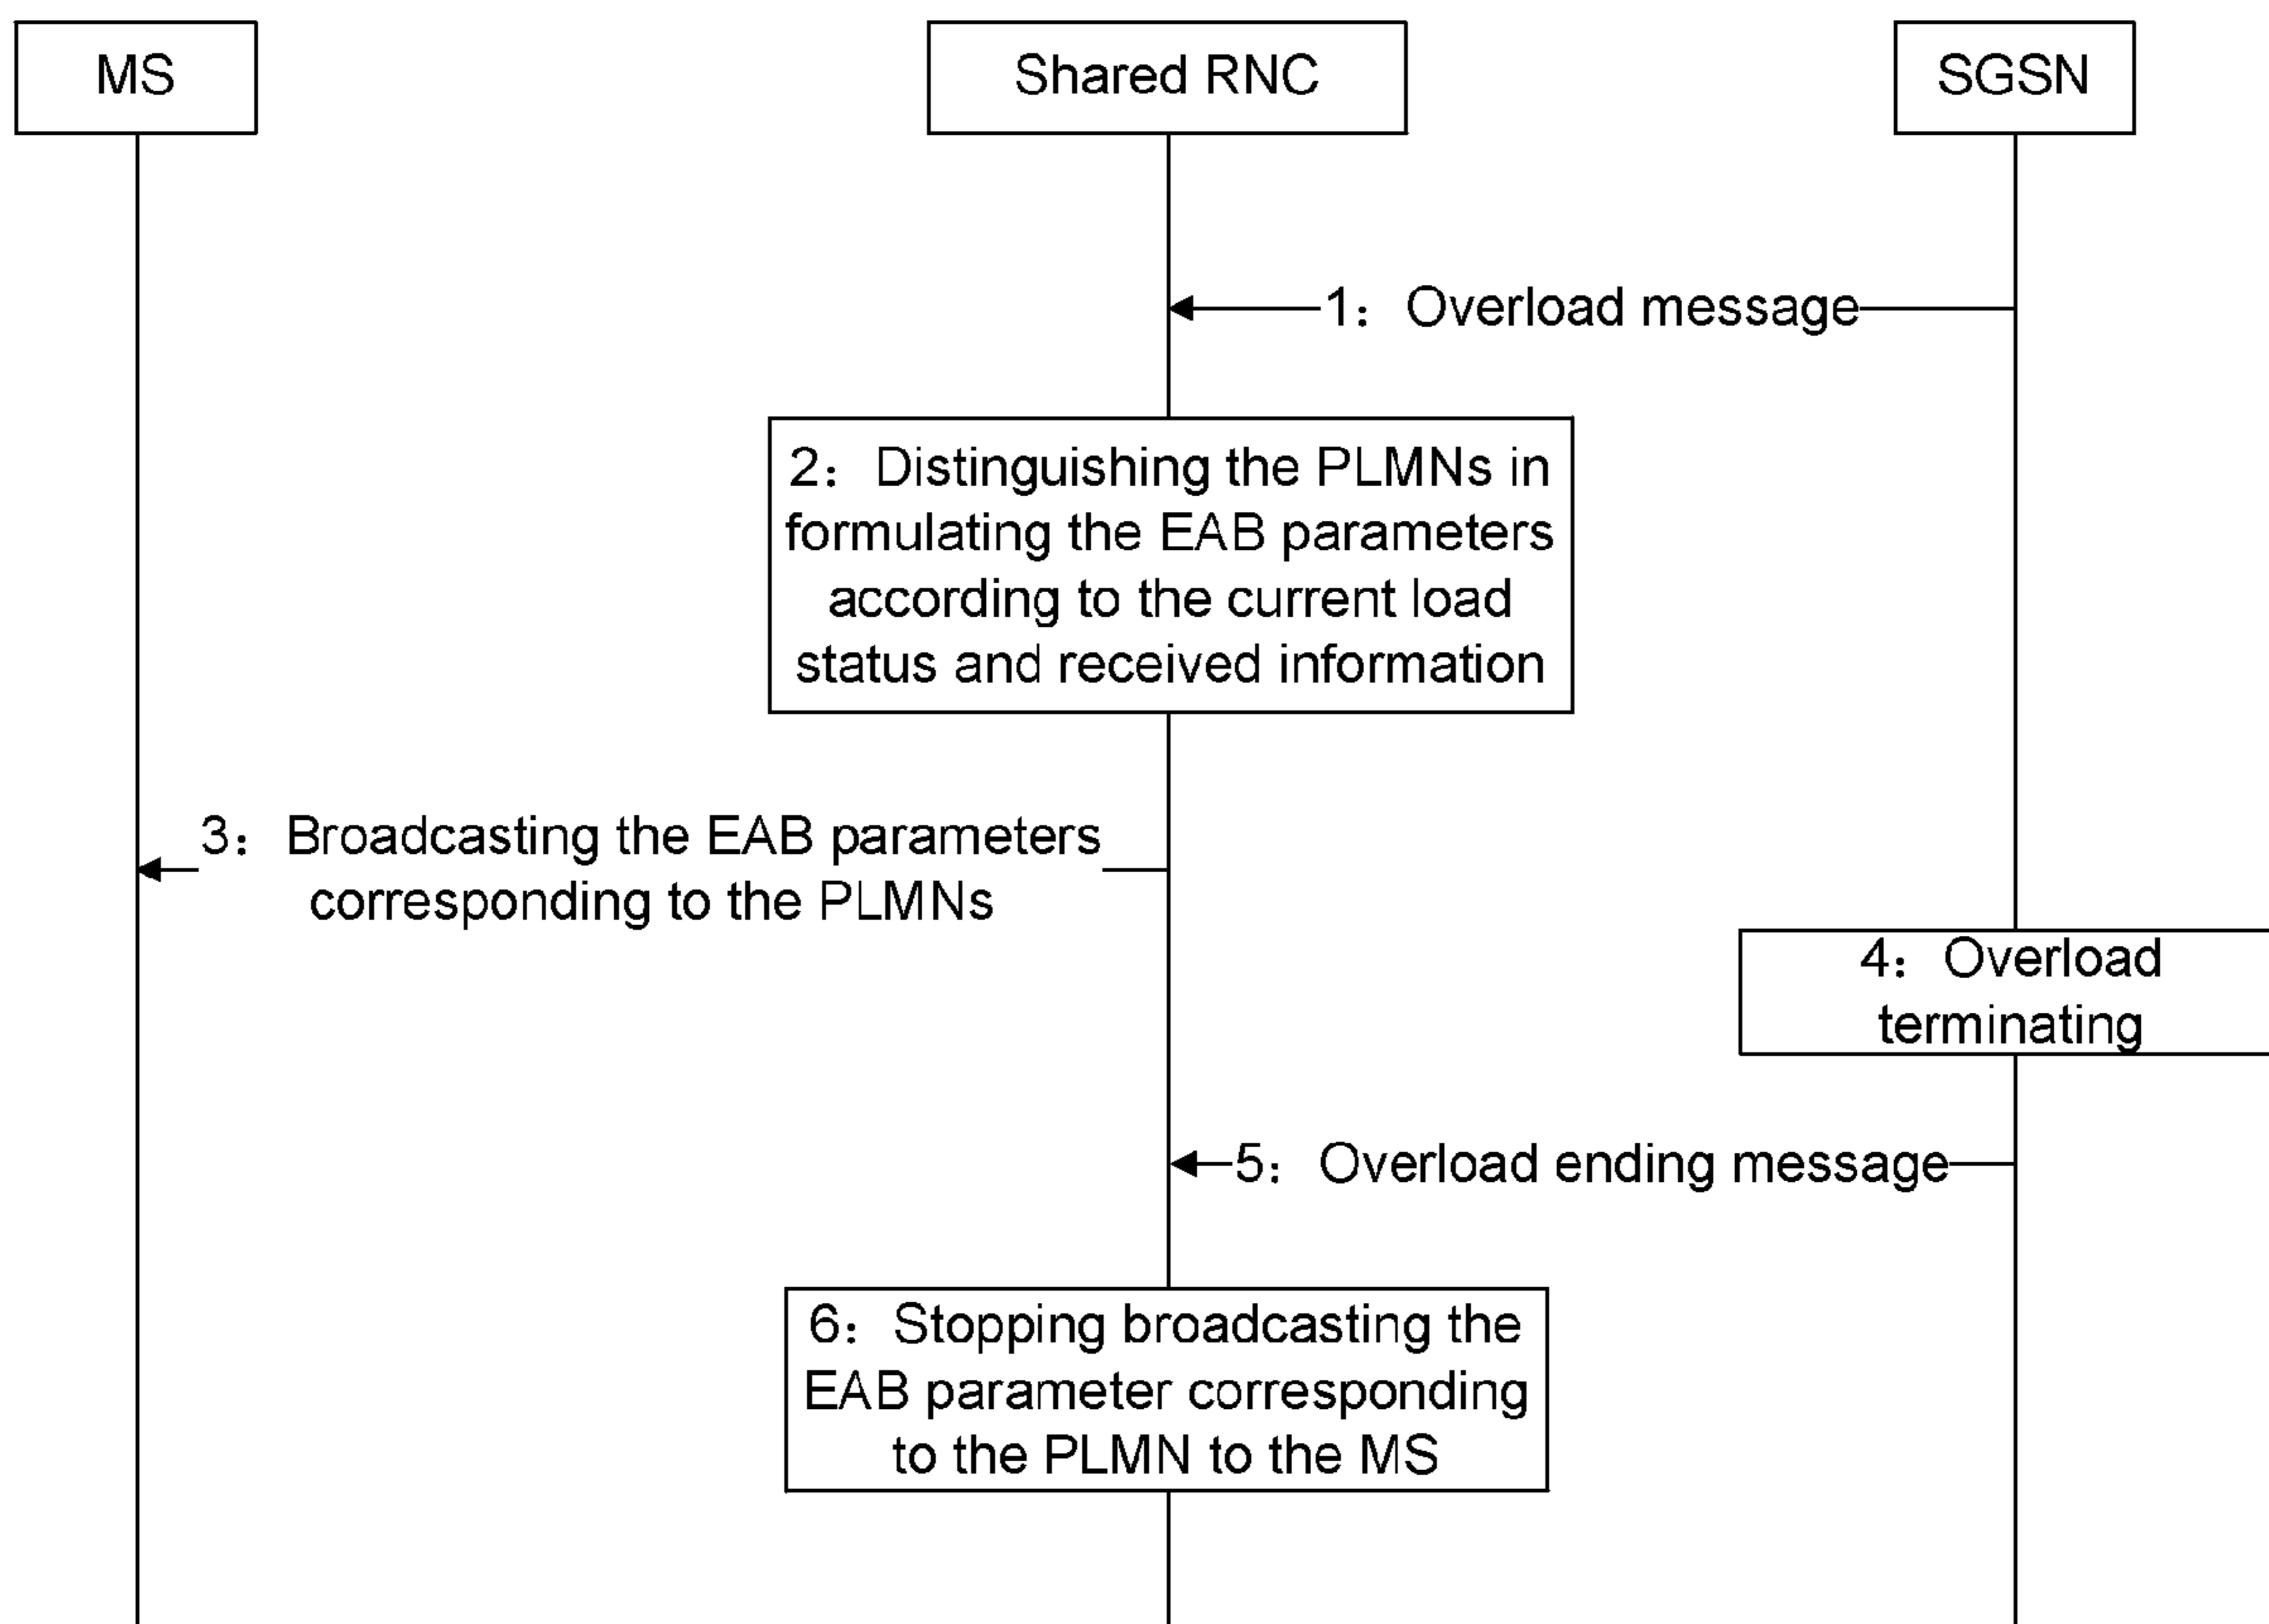 MS
Shared RNC
SGSN
1: Overload message
2: Distinguishing the PLMNs in
formulating the EAB parameters
according to the current load
status and received information
3: Broadcasting the EAB parameters
corresponding to the PLMNs
4: Overload
terminating
5: Overload ending message
6: Stopping broadcasting the
EAB parameter corresponding
to the PLMN to the MS